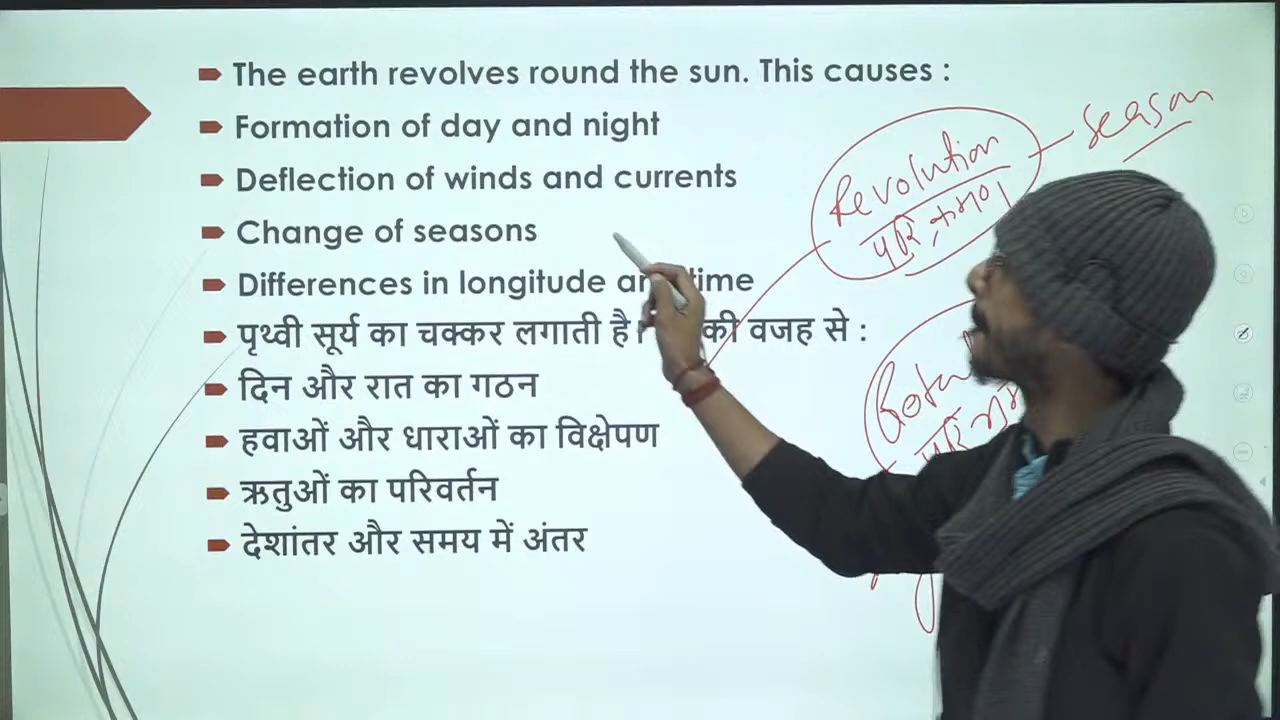 The earth revolves round the sun. This causes :
Formation of day and night
Deflection of winds and currents
Change of seasons
Differences in longitude time
पृथ्वी सूर्य का चक्कर लगाती है की वजह से :
दिन और रात का गठन
हवाओं और धाराओं का विक्षेपण
ऋतुओं का परिवर्तन
देशांतर और समय में अंतर
Revolution
season